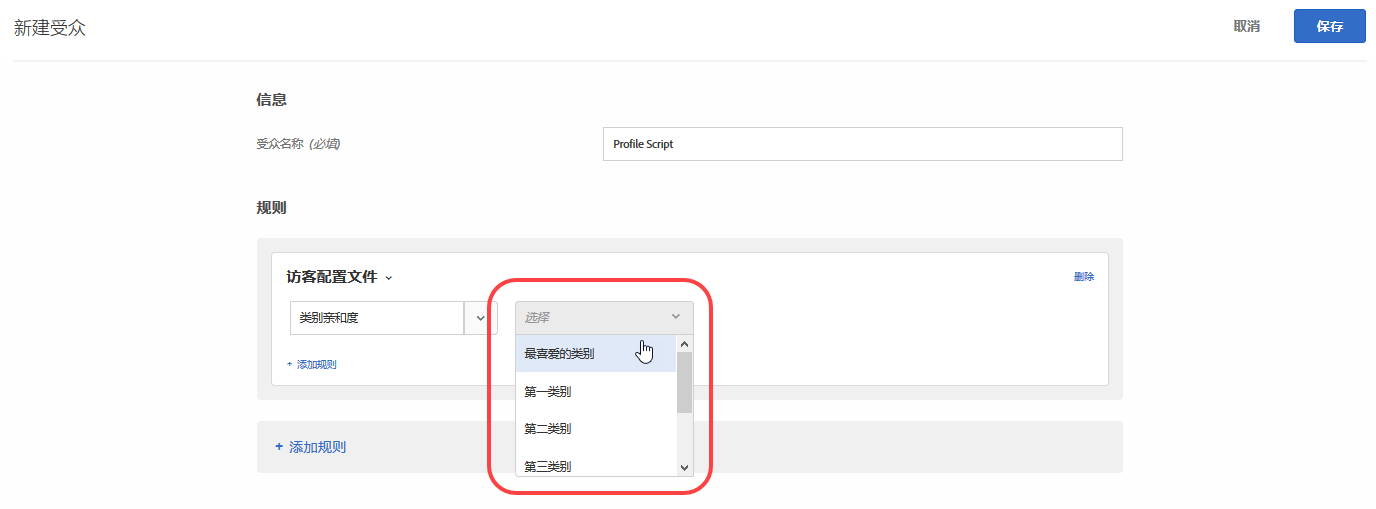 新建受众
取消
保存
信息
受众名称 (必填)
Profile Script
规则
访客配置文件
删除
类别亲和度
选择
最喜爱的类别
+ 添加规则
第一类别
第二类别
+ 添加规则
第三类别